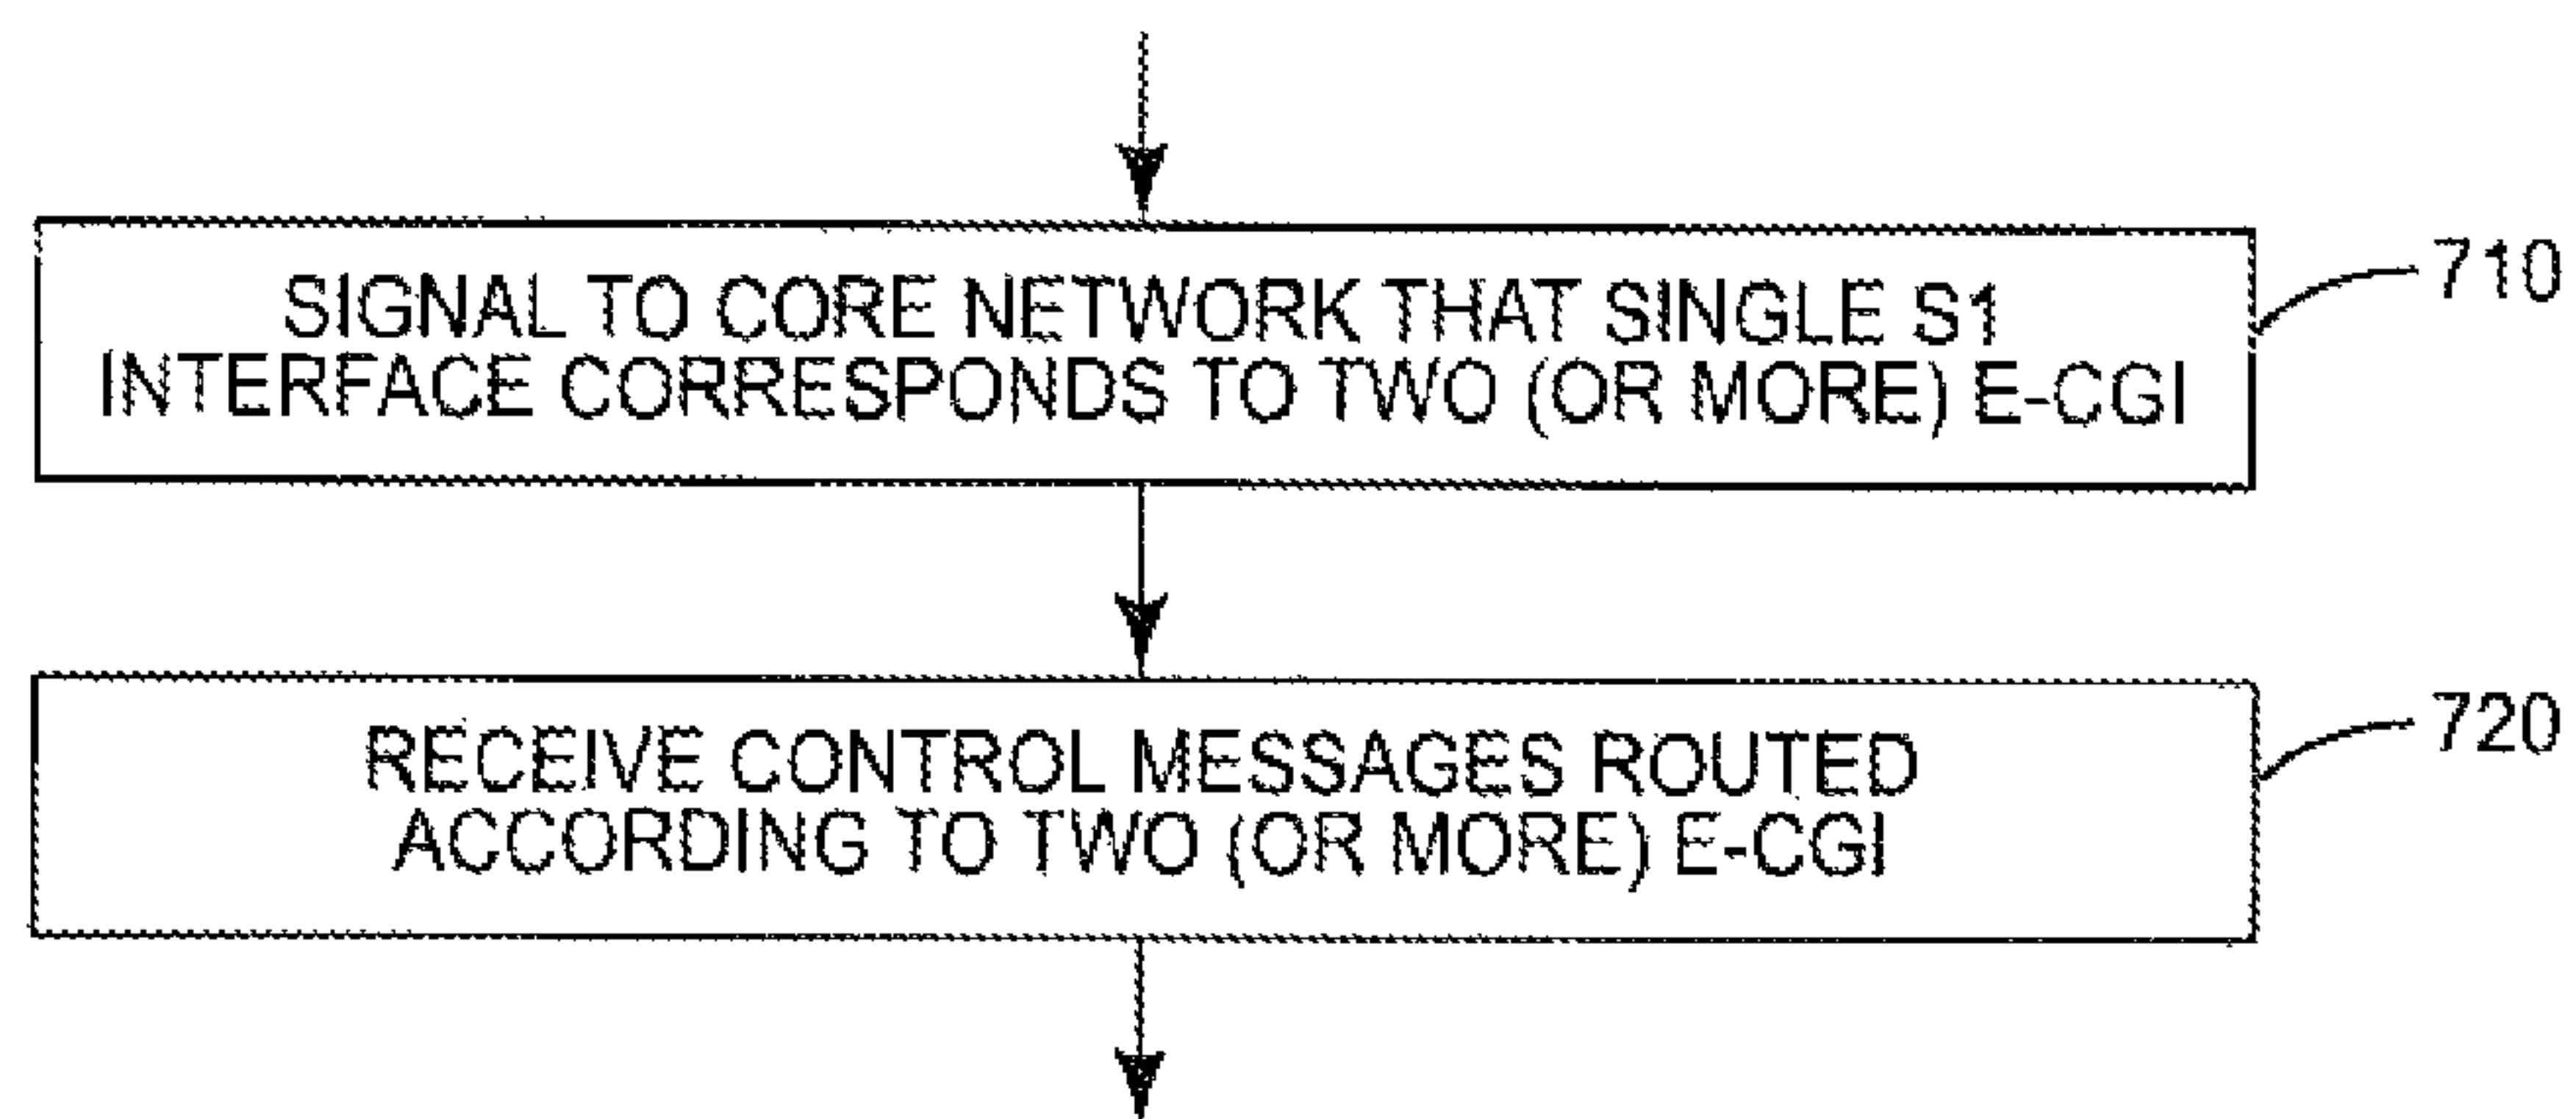 SIGNAL TO CORE NETWORK THAT SINGLE S1
INTERFACE CORRESPONDS TO TWO (OR MORE) E-CGI
710
RECEIVE CONTROL MESSAGES ROUTED
ACCORDING TO TWO (OR MORE) E-CGI
720